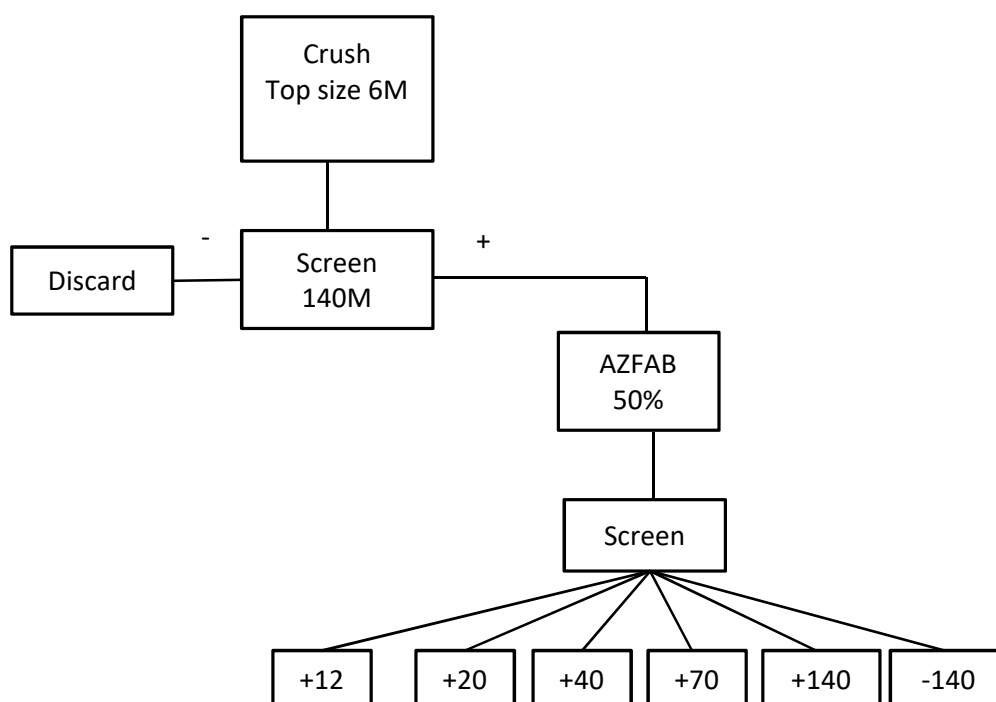 Crush
Top size 6M
-
+
Discard
Screen
140M
AZFAB
50%
Screen
+12
+20
+40
+70
+140
-140